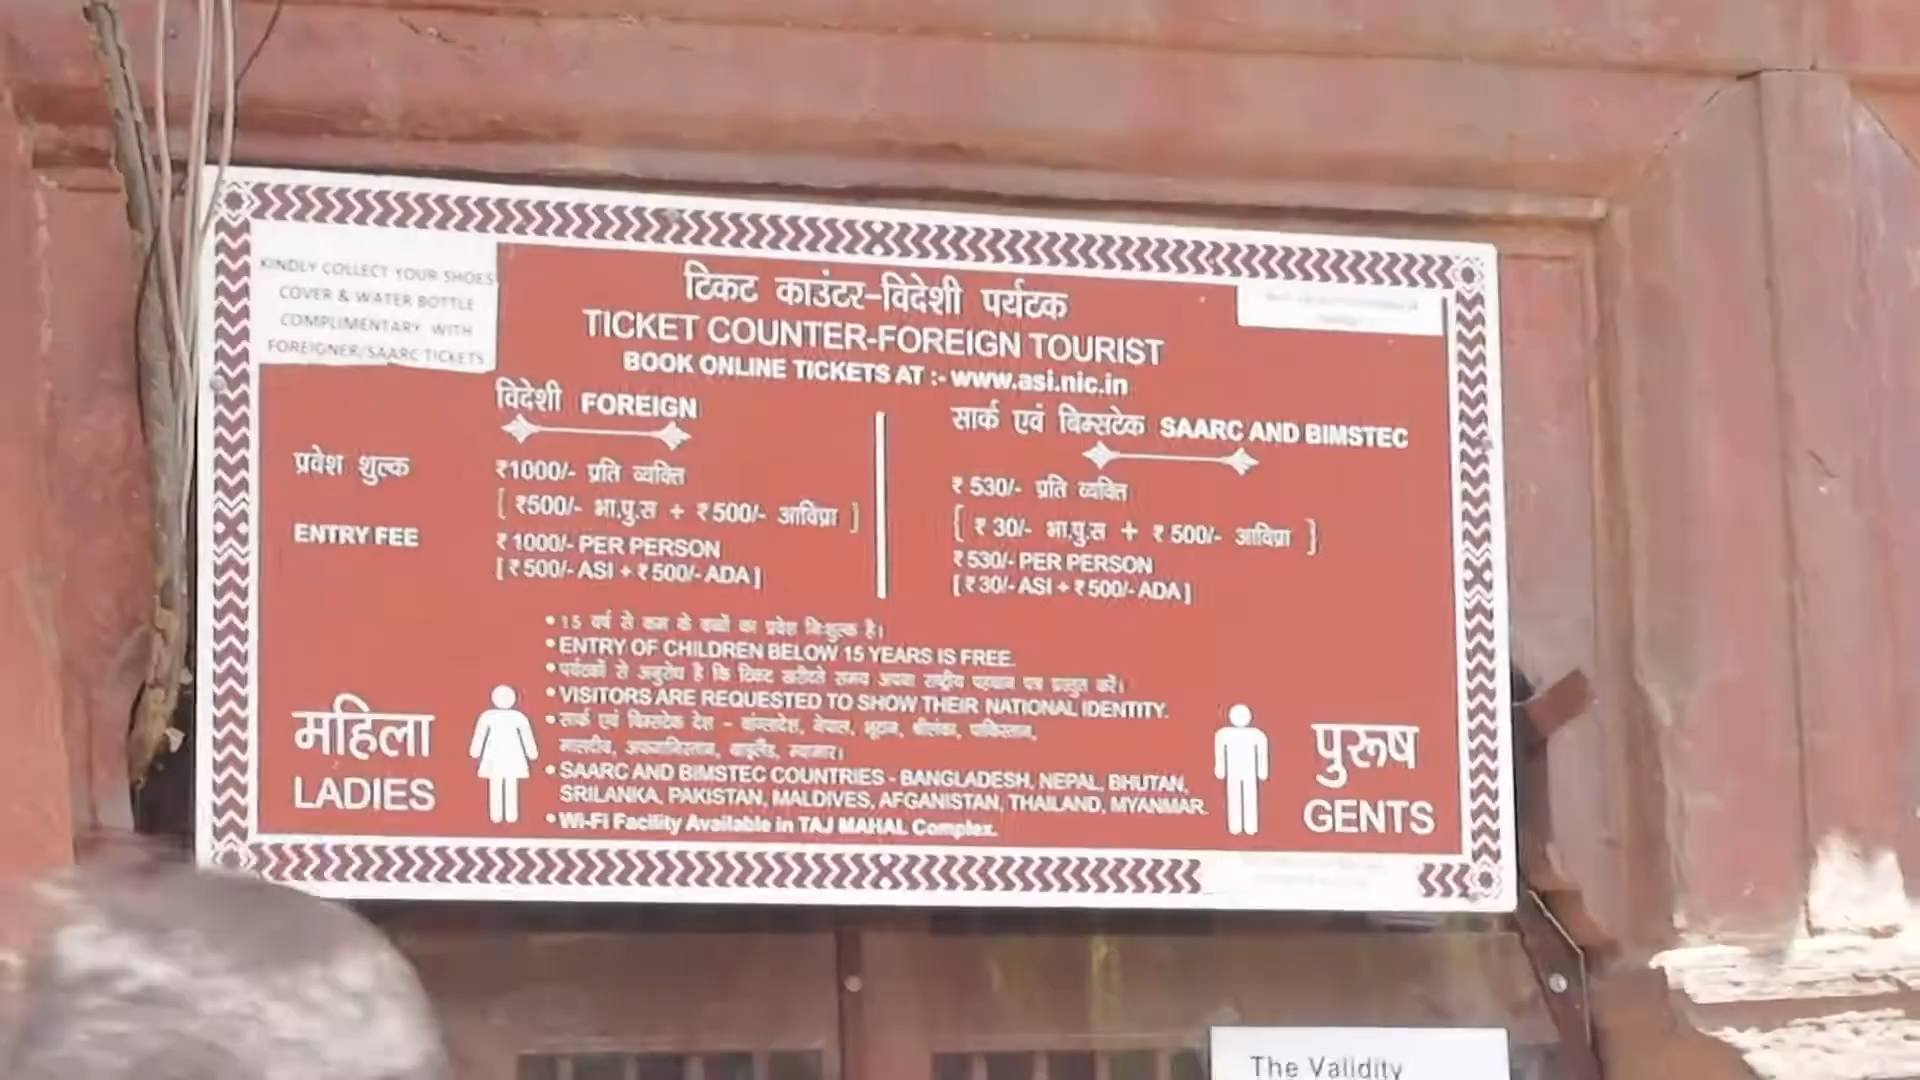 KINDLY COLLECT YOUR SHOES
COVER & WATER BOTTLE
COMPLIMENTARY WITH
FOREIGNER/SAARC TICKETS
टिकट काउंटर-विदेशी पर्यटक
TICKET COUNTER-FOREIGN TOURIST
BOOK ONLINE TICKETS AT :- www.asi.nic.in
विदेशी FOREIGN
सार्क एवं बिम्सटेक SAARC AND BIMSTEC
प्रवेश शुल्क
₹1000/- प्रति व्यक्ति
[ ₹500/- भा.पु.स + ₹500/- आविप्रा ]
ENTRY FEE
₹1000/- PER PERSON
[ ₹500/- ASI + ₹500/- ADA ]
₹ 530/- प्रति व्यक्ति
[ ₹ 30/- भा.पु.स + ₹ 500/- आविप्रा ]
₹530/- PER PERSON
[ ₹30/- ASI + ₹500/- ADA ]
• 15 वर्ष से कम के बच्चों का प्रवेश निःशुल्क है।
• ENTRY OF CHILDREN BELOW 15 YEARS IS FREE.
• पर्यटकों से अनुरोध है कि टिकट खरीदते समय अपना राष्ट्रीय पहचान पत्र प्रस्तुत करें।
• VISITORS ARE REQUESTED TO SHOW THEIR NATIONAL IDENTITY.
• सार्क एवं बिम्सटेक देश - बांग्लादेश, नेपाल, भूटान, श्रीलंका, पाकिस्तान,
मालदीव, अफगानिस्तान, थाइलैंड, म्यांमार।
• SAARC AND BIMSTEC COUNTRIES - BANGLADESH, NEPAL, BHUTAN,
SRILANKA, PAKISTAN, MALDIVES, AFGANISTAN, THAILAND, MYANMAR.
• Wi-Fi Facility Available in TAJ MAHAL Complex.
महिला
LADIES
पुरूष
GENTS
The Validity